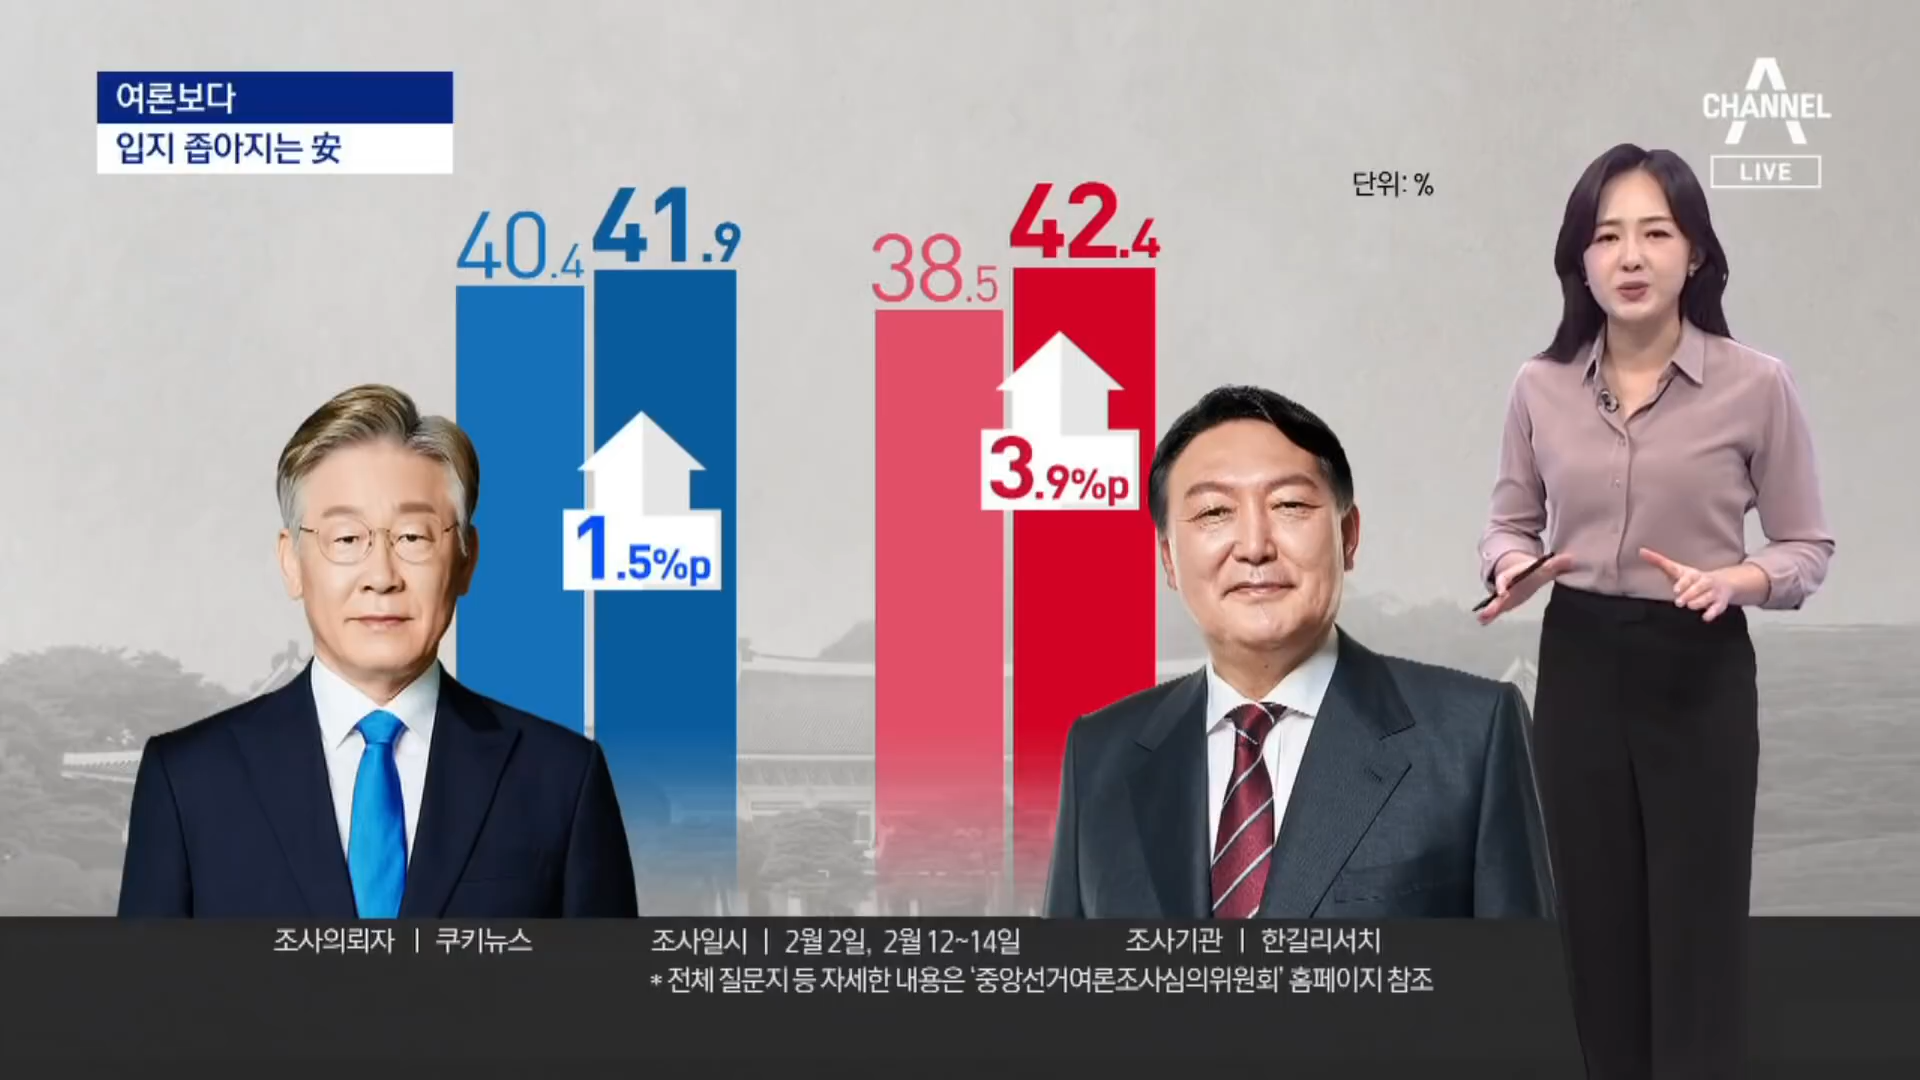 여론보다
입지 좁아지는 安
CHANNEL
LIVE
단위: %
40.4
41.9
38.5
42.4
1.5%p
3.9%p
조사의뢰자 | 쿠키뉴스
조사일시 | 2월 2일, 2월 12~14일
조사기관 | 한길리서치
* 전체 질문지 등 자세한 내용은 '중앙선거여론조사심의위원회' 홈페이지 참조